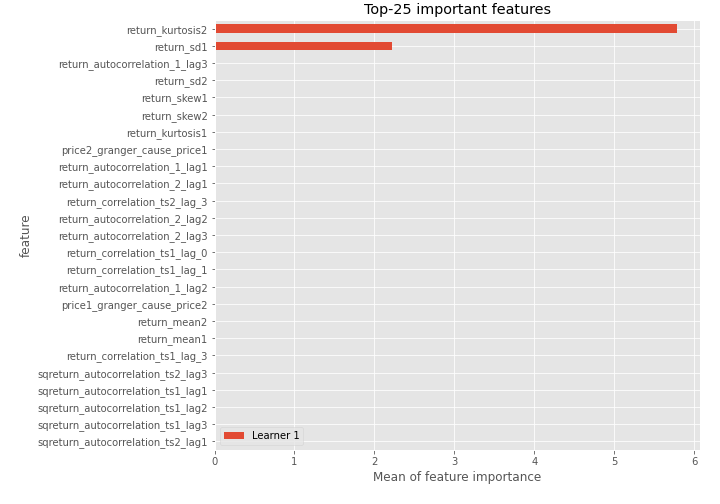 Top-25 important features
return_kurtosis2
return_sd1
return_autocorrelation_1_lag3
return_sd2
return_skew1
return_skew2
return_kurtosis1
price2_granger_cause_price1
return_autocorrelation_1_lag1
return_autocorrelation_2_lag1
return_correlation_ts2_lag_3
return_autocorrelation_2_lag2
return_autocorrelation_2_lag3
return_correlation_ts1_lag_0
return_correlation_ts1_lag_1
return_autocorrelation_1_lag2
price1_granger_cause_price2
return_mean2
return_mean1
return_correlation_ts1_lag_3
sqreturn_autocorrelation_ts2_lag3
sqreturn_autocorrelation_ts1_lag1
sqreturn_autocorrelation_ts1_lag2
sqreturn_autocorrelation_ts1_lag3
sqreturn_autocorrelation_ts2_lag1
feature
Learner 1
0 1 2 3 4 5 6
Mean of feature importance